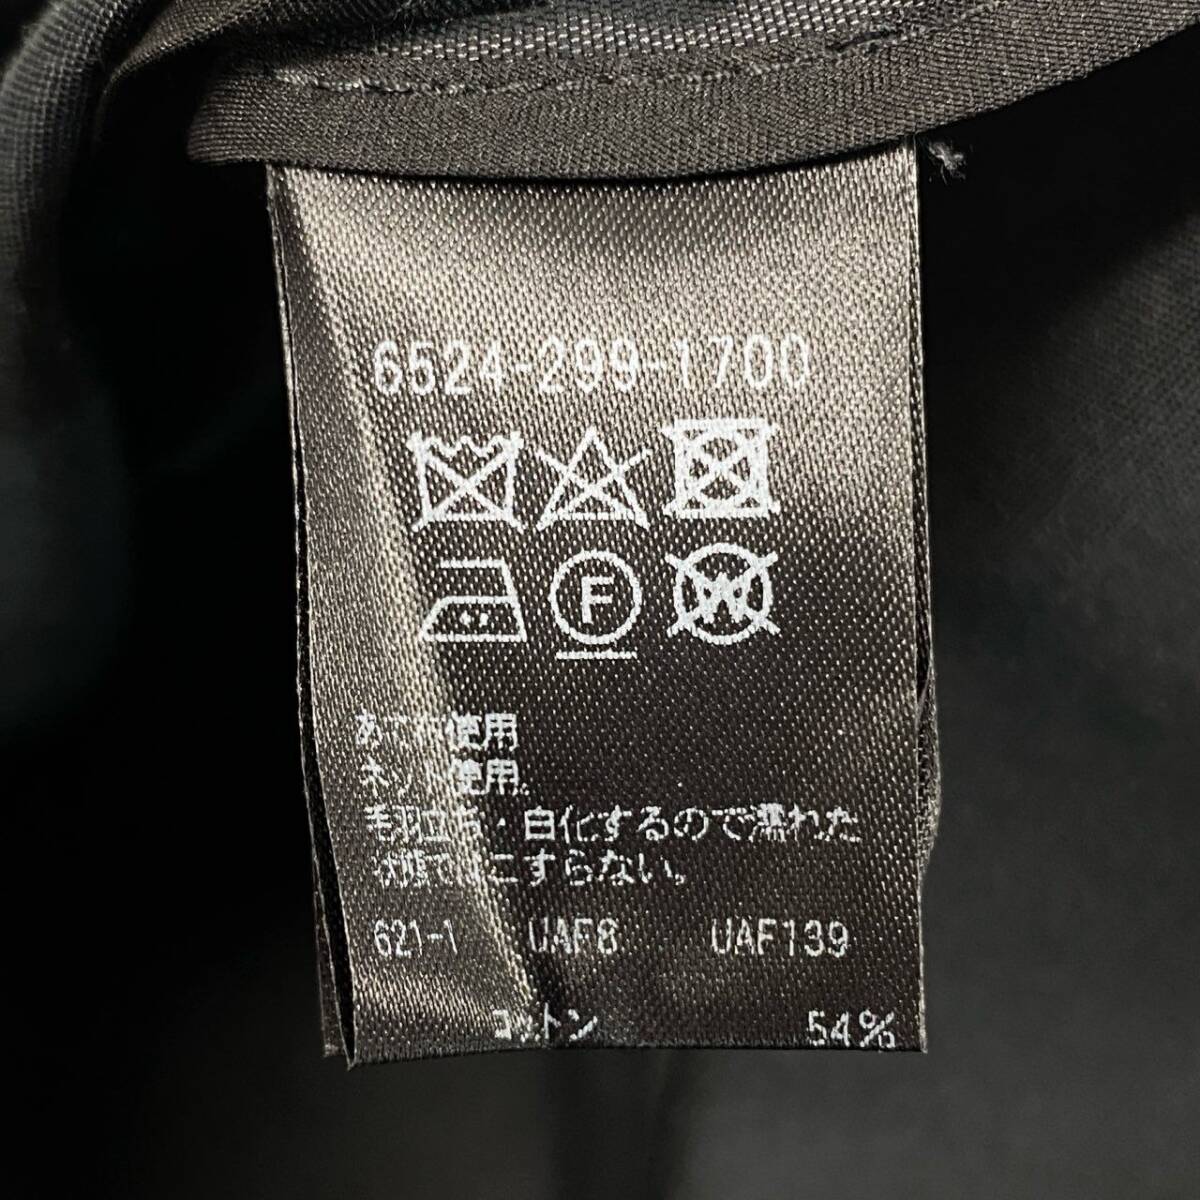 6524-299-1700
F
W
あて布使用
ネット使用。
毛羽立ち・白化するので濡れた
状態ではこすらない。
621-1 UAF8 UAF139
コットン 54%